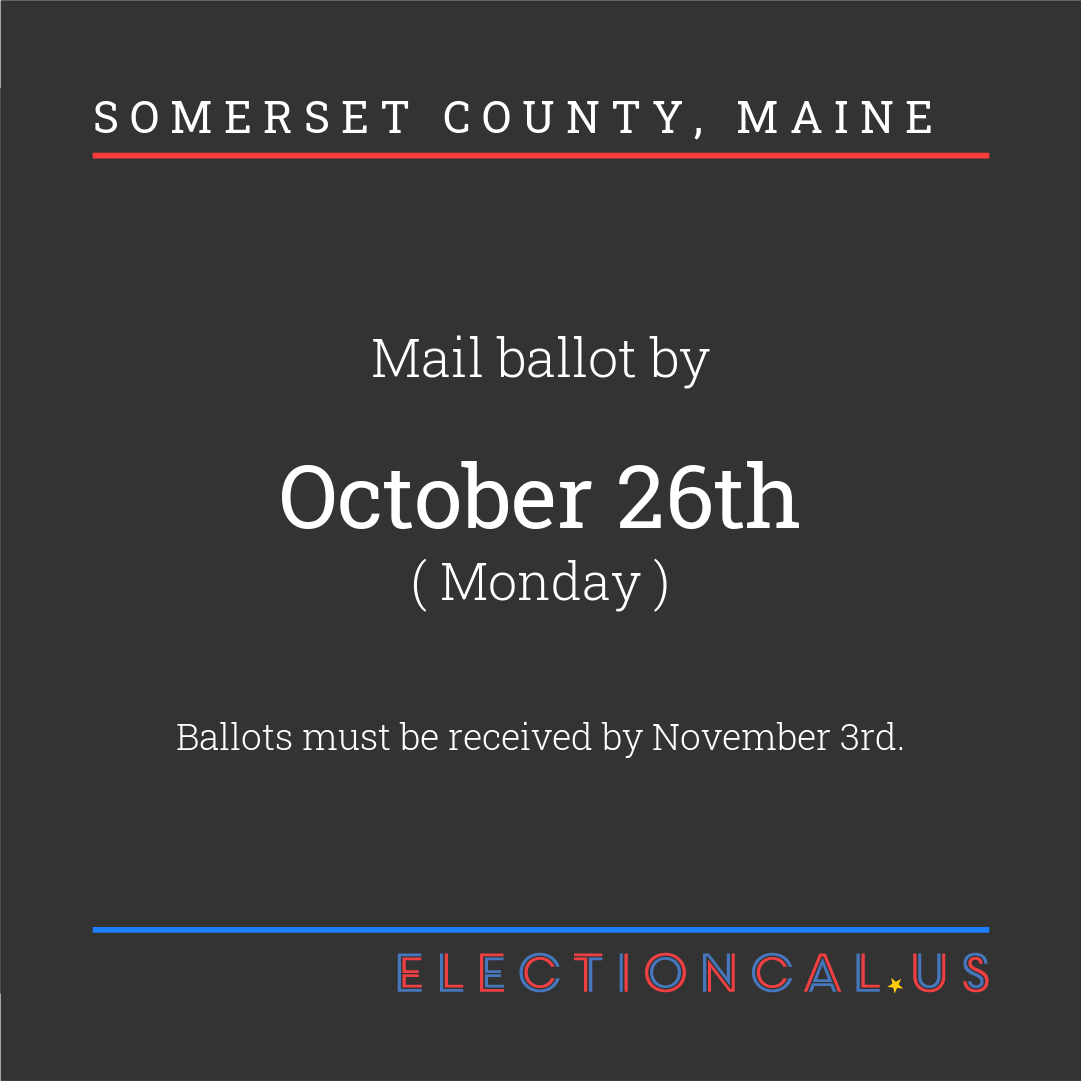 SOMERSET COUNTY, MAINE
Mail ballot by
October 26th
( Monday )
Ballots must be received by November 3rd.
ELECTIONCAL.US